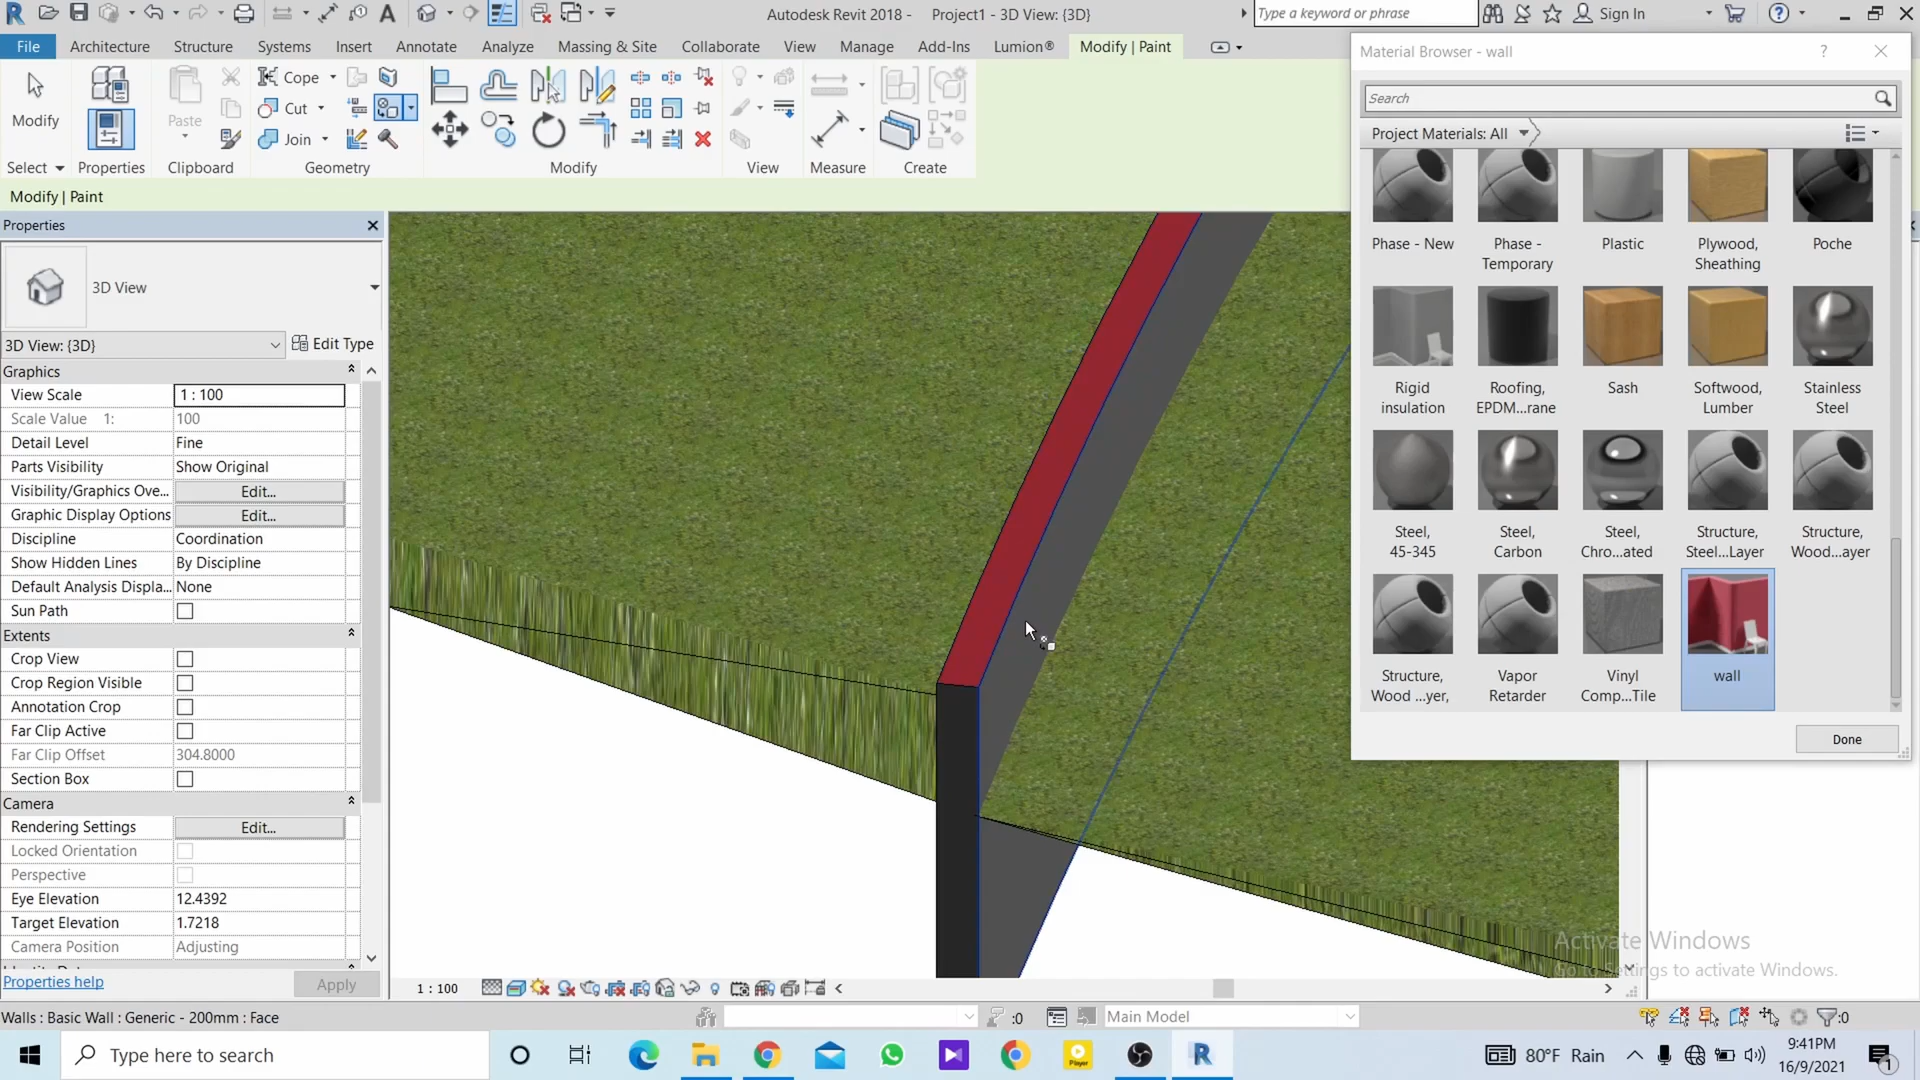 Autodesk Revit 2018 -     Project1 - 3D View: {3D}
Type a keyword or phrase
Sign In
File Architecture Structure Systems Insert Annotate Analyze Massing & Site Collaborate View Manage Add-Ins Lumion® Modify | Paint
Modify
Paste
Cope
Cut
Join
Select Properties Clipboard Geometry Modify View Measure Create
Modify | Paint
Properties
3D View
3D View: {3D}
Edit Type
Graphics
View Scale 1 : 100
Scale Value 1: 100
Detail Level Fine
Parts Visibility Show Original
Visibility/Graphics Ove... Edit...
Graphic Display Options Edit...
Discipline Coordination
Show Hidden Lines By Discipline
Default Analysis Displa... None
Sun Path
Extents
Crop View
Crop Region Visible
Annotation Crop
Far Clip Active
Far Clip Offset 304.8000
Section Box
Camera
Rendering Settings Edit...
Locked Orientation
Perspective
Eye Elevation 12.4392
Target Elevation 1.7218
Camera Position Adjusting
Properties help
Apply
Material Browser - wall
?
Search
Project Materials: All
Phase - New
Phase - Temporary
Plastic
Plywood, Sheathing
Poche
Rigid insulation
Roofing, EPDM...rane
Sash
Softwood, Lumber
Stainless Steel
Steel, 45-345
Steel, Carbon
Steel, Chro...ated
Structure, Steel...Layer
Structure, Wood...ayer
Structure, Wood ...yer,
Vapor Retarder
Vinyl Comp...Tile
wall
Done
Activate Windows
Go to Settings to activate Windows.
1 : 100
Walls : Basic Wall : Generic - 200mm : Face
:0
Main Model
:0
Type here to search
Player
80°F Rain
9:41PM
16/9/2021
1